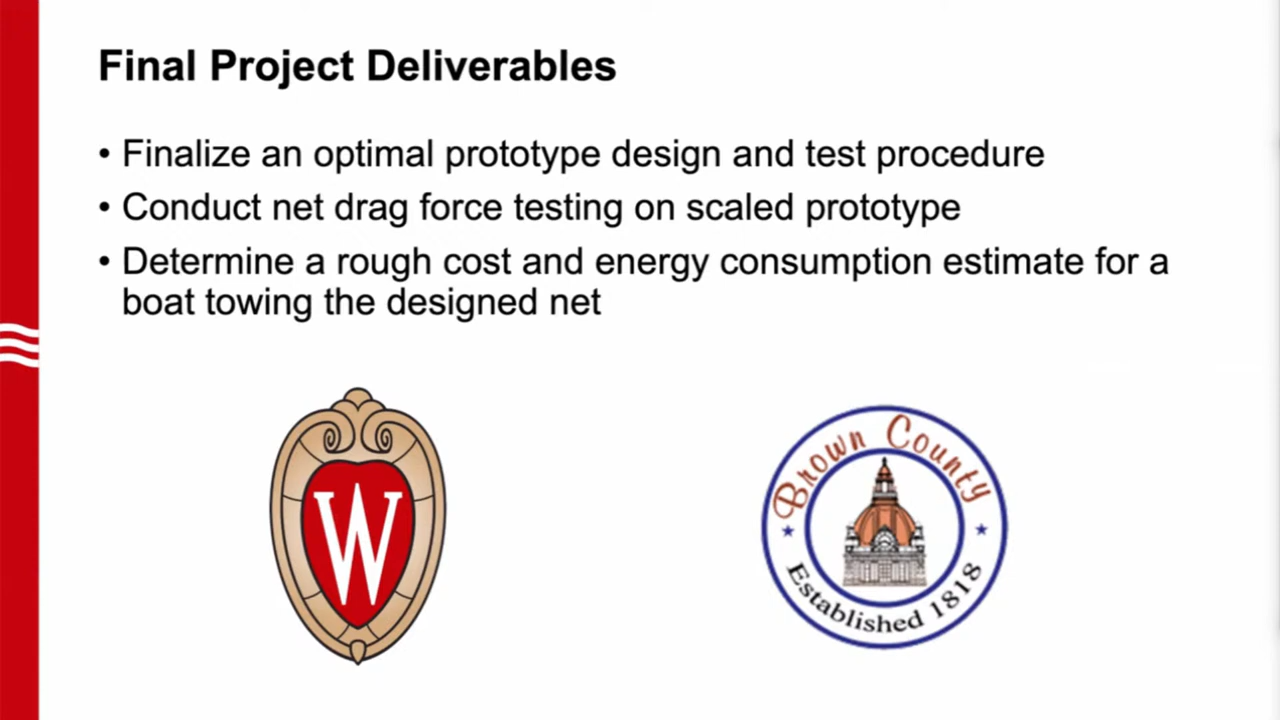 Final Project Deliverables
• Finalize an optimal prototype design and test procedure
• Conduct net drag force testing on scaled prototype
• Determine a rough cost and energy consumption estimate for a
boat towing the designed net
W
Brown County
Established 1818